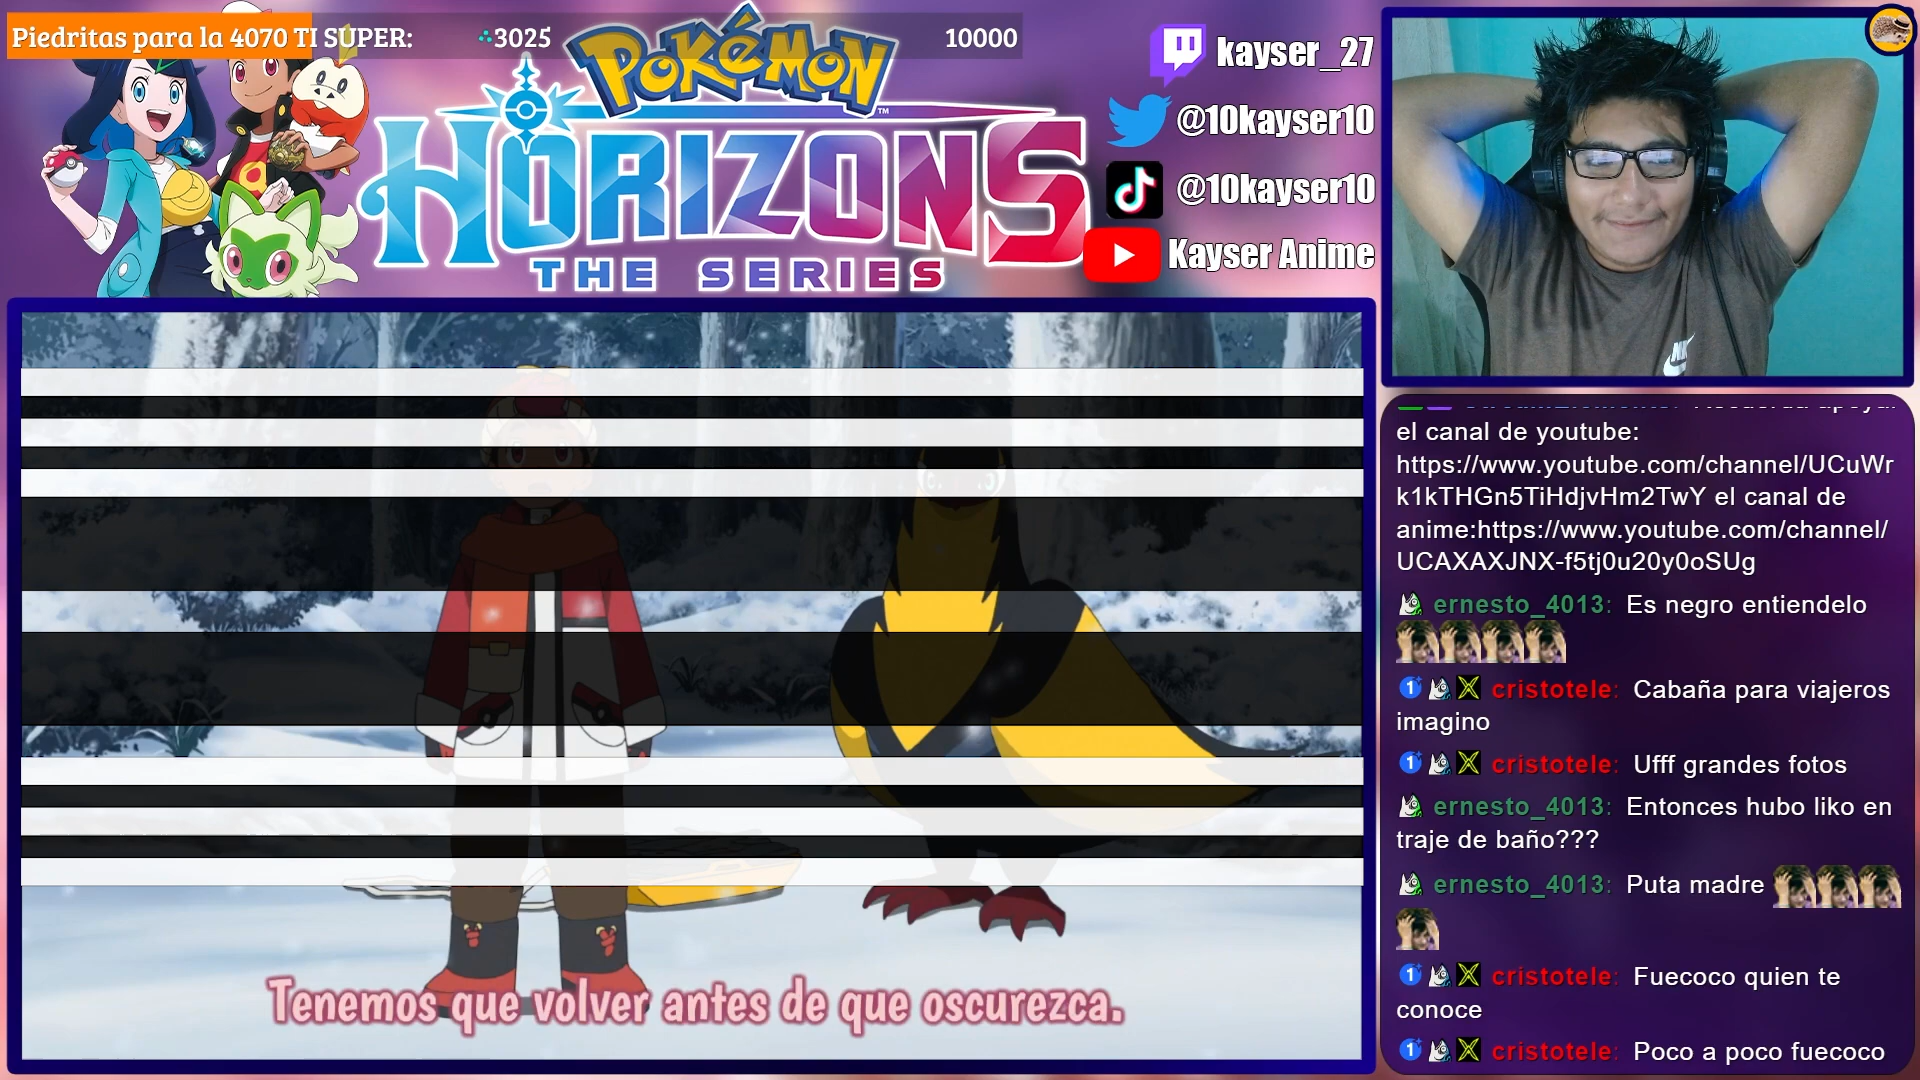 Piedritas para la 4070 TI SUPER:
3025
10000
POKÉMON
TM
HORIZONS
THE SERIES
kayser_27
@10kayser10
@10kayser10
Kayser Anime
Tenemos que volver antes de que oscurezca.
el canal de youtube:
https://www.youtube.com/channel/UCuWr
k1kTHGn5TiHdjvHm2TwY el canal de
anime:https://www.youtube.com/channel/
UCAXAXJNX-f5tj0u20y0oSUg
ernesto_4013: Es negro entiendelo
cristotele: Cabaña para viajeros
imagino
cristotele: Ufff grandes fotos
ernesto_4013: Entonces hubo liko en
traje de baño???
ernesto_4013: Puta madre
cristotele: Fuecoco quien te
conoce
cristotele: Poco a poco fuecoco